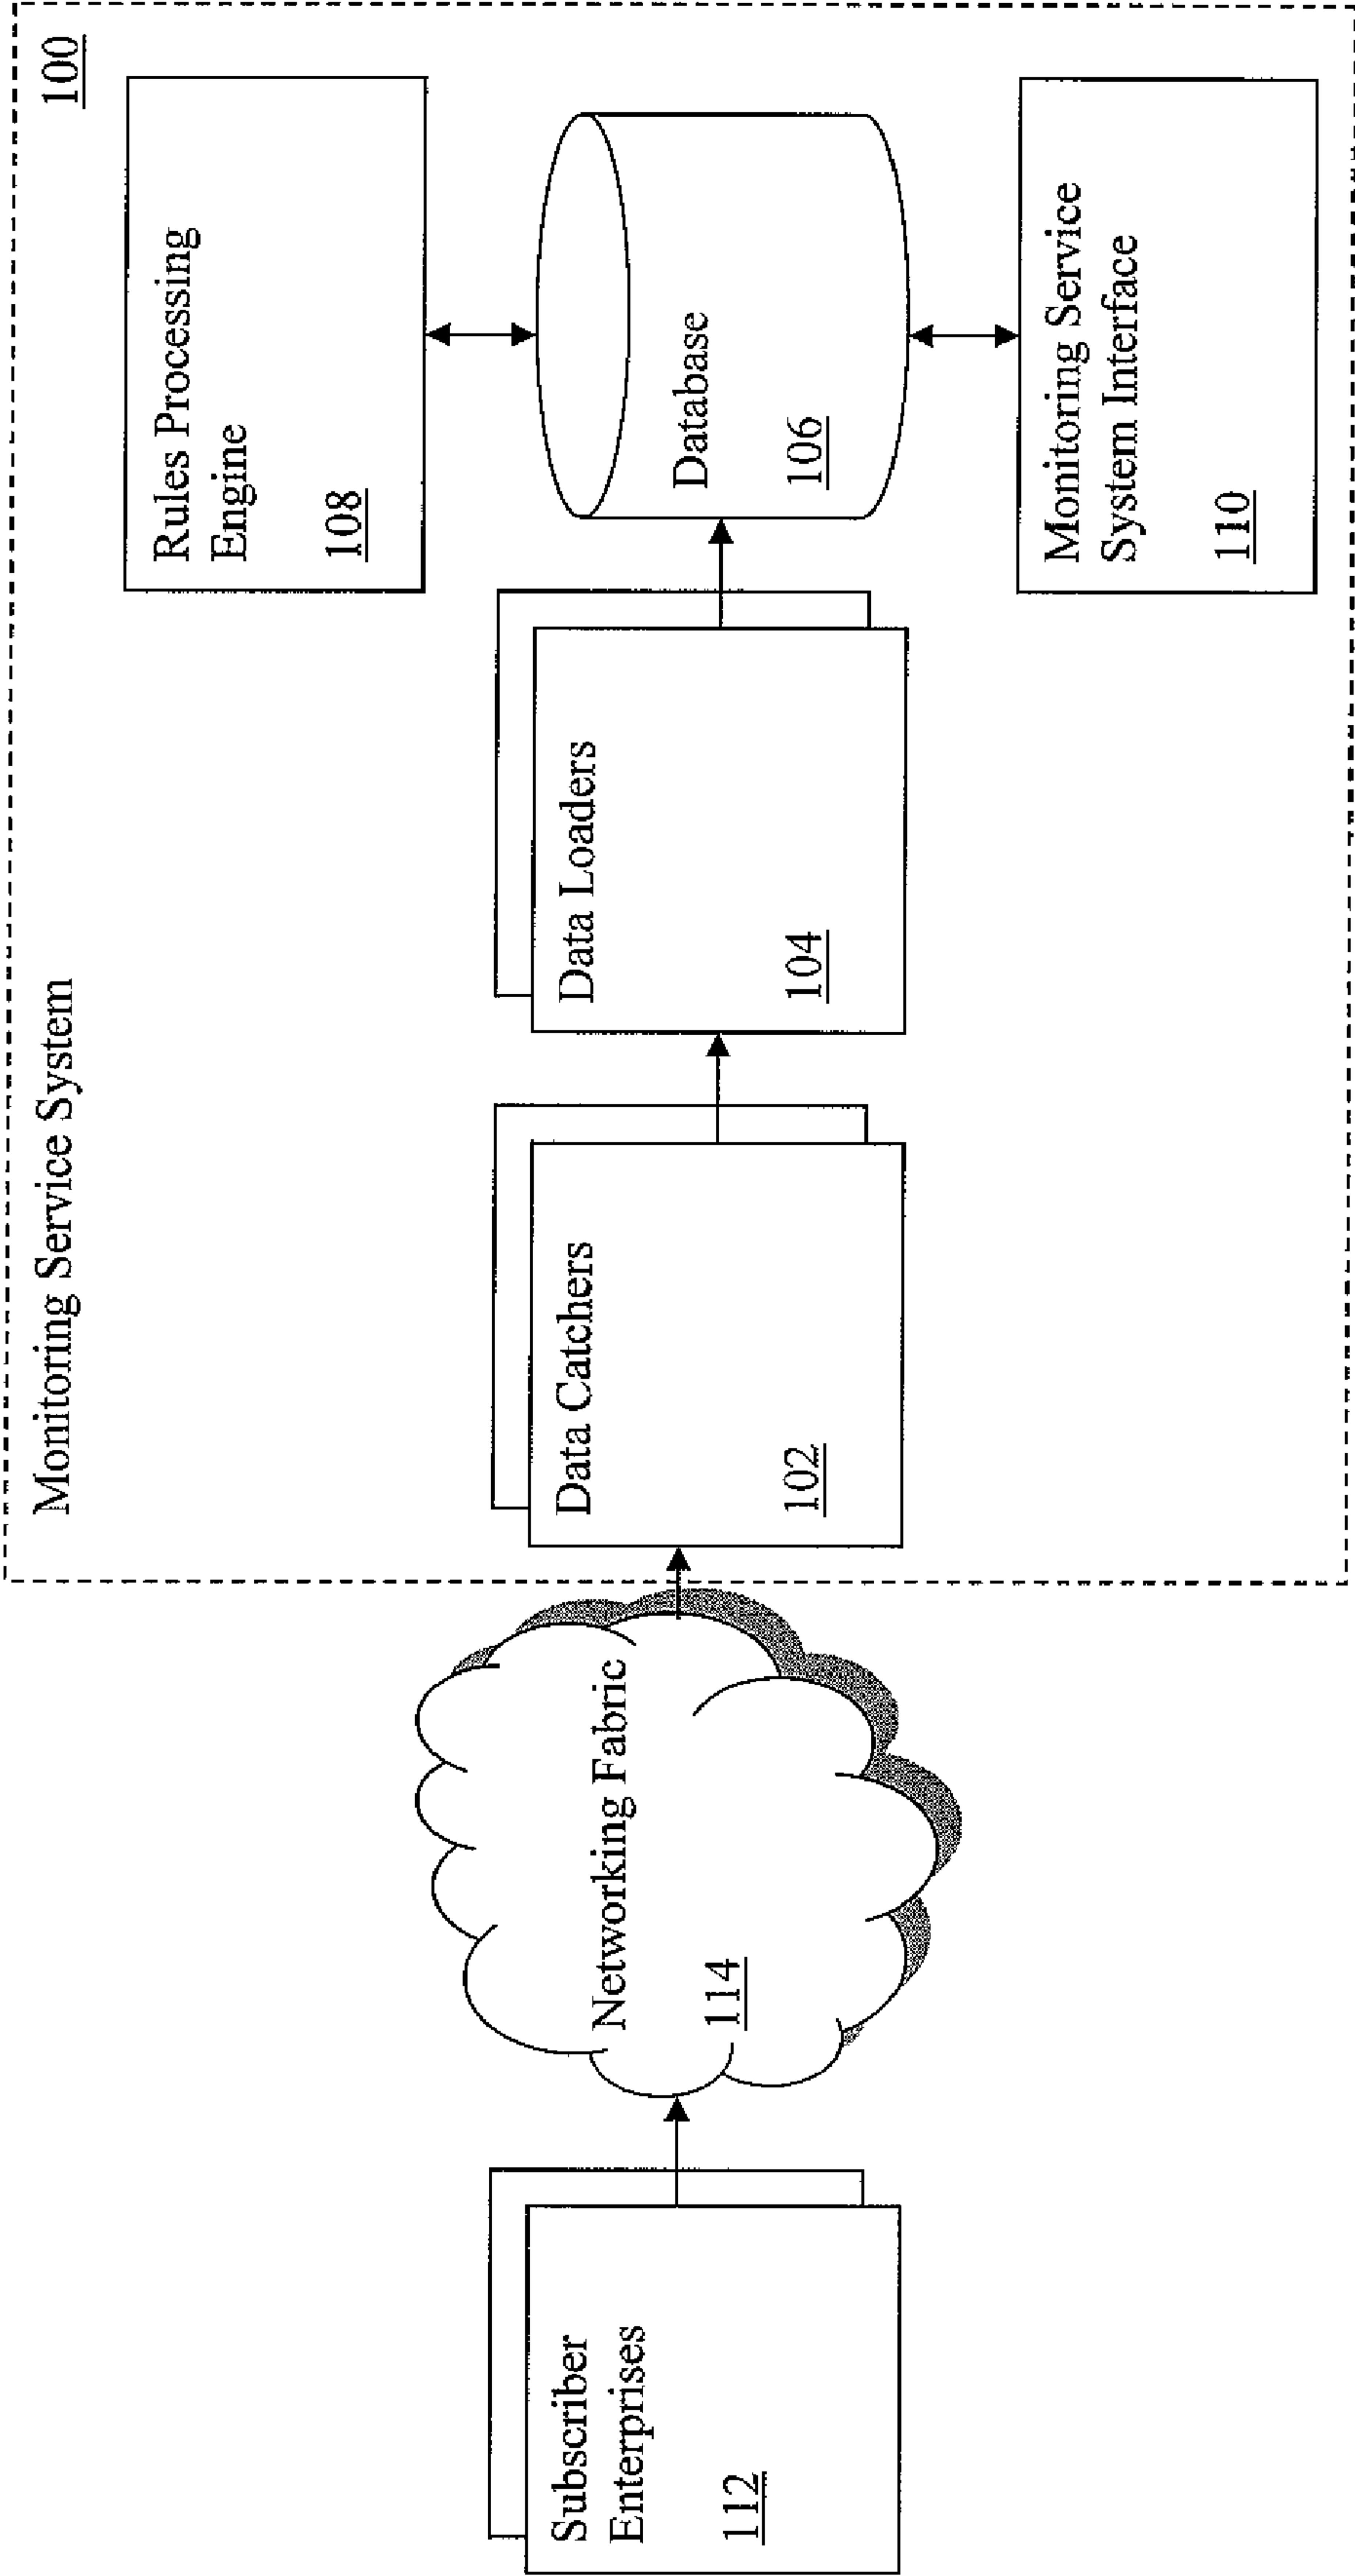 Monitoring Service System
100
Subscriber
Enterprises
112
Networking Fabric
114
Data Catchers
102
Data Loaders
104
Database
106
Rules Processing
Engine
108
Monitoring Service
System Interface
110